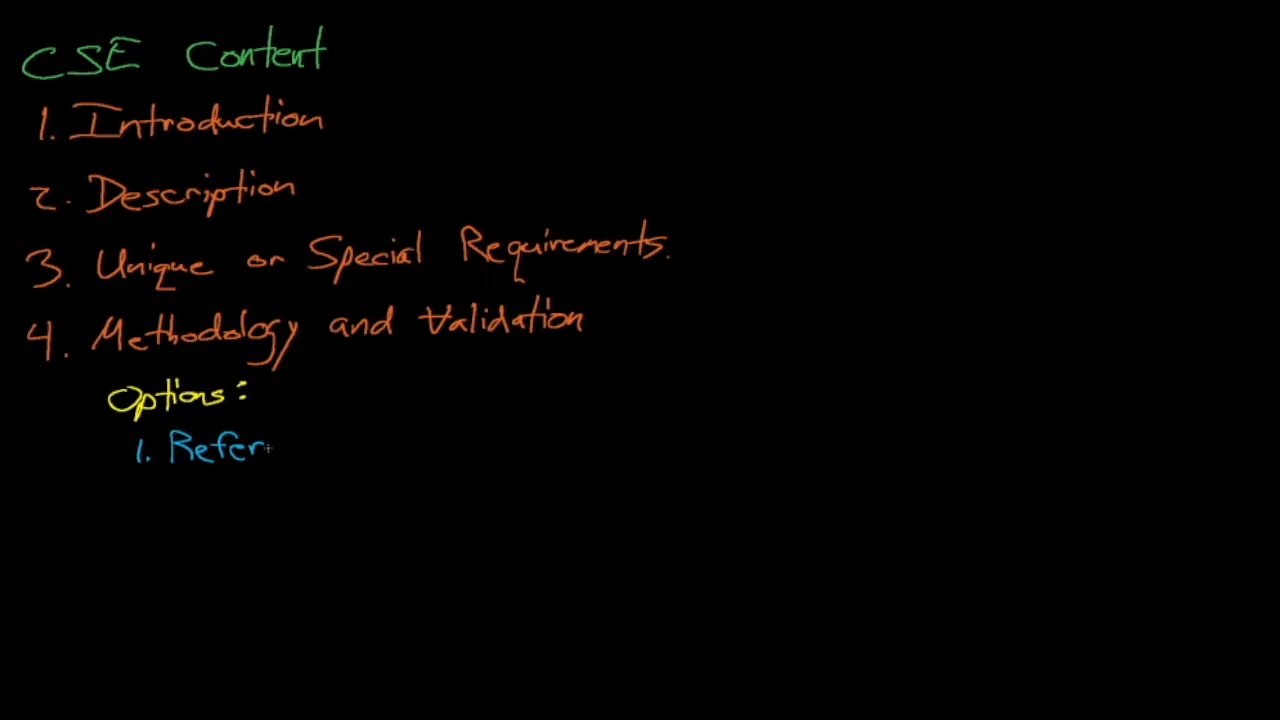 CSE Content
1. Introduction
2. Description
3. Unique or Special Requirements.
4. Methodology and Validation
Options:
1. Refer